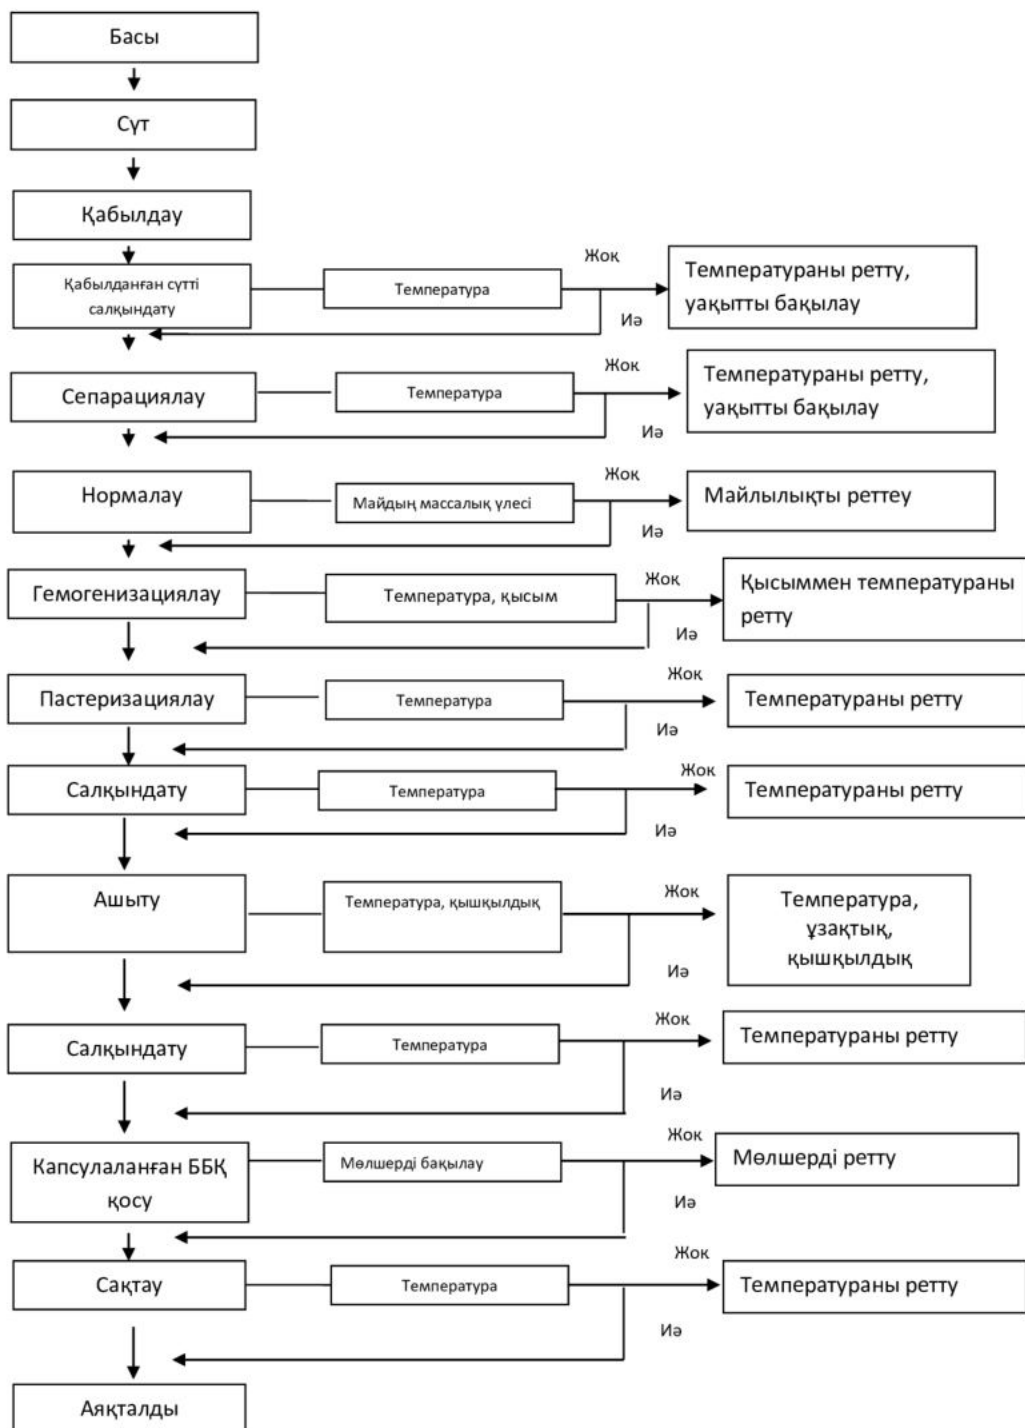 Басы
Сүт
Қабылдау
Қабылданған сүтті
салқындату
Температура
Жоқ
Иә
Температураны ретту,
уақытты бақылау
Сепарациялау
Температура
Жоқ
Иә
Температураны ретту,
уақытты бақылау
Нормалау
Майдың массалық үлесі
Жоқ
Иә
Майлылықты реттеу
Гемогенизациялау
Температура, қысым
Жоқ
Иә
Қысыммен температураны
ретту
Пастеризациялау
Температура
Жоқ
Иә
Температураны ретту
Салқындату
Температура
Жоқ
Иә
Температураны ретту
Ашыту
Температура, қышқылдық
Жоқ
Иә
Температура,
ұзақтық,
қышқылдық
Салқындату
Температура
Жоқ
Иә
Температураны ретту
Капсулаланған ББҚ
қосу
Мөлшерді бақылау
Жоқ
Иә
Мөлшерді ретту
Сақтау
Температура
Жоқ
Иә
Температураны ретту
Аяқталды